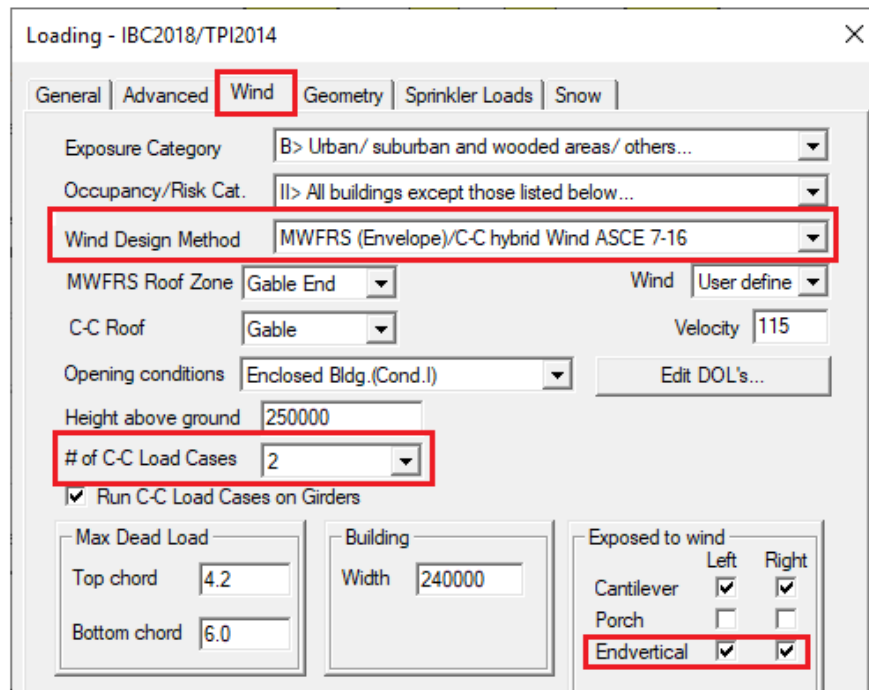 Loading - IBC2018/TPI2014
General Advanced Wind Geometry Sprinkler Loads Snow
Exposure Category B> Urban/ suburban and wooded areas/ others...
Occupancy/Risk Cat. II> All buildings except those listed below...
Wind Design Method MWFRS (Envelope)/C-C hybrid Wind ASCE 7-16
MWFRS Roof Zone Gable End Wind User define
C-C Roof Gable Velocity 115
Opening conditions Enclosed Bldg.(Cond.I) Edit DOL's...
Height above ground 250000
# of C-C Load Cases 2
Run C-C Load Cases on Girders
Max Dead Load Building Exposed to wind
Left Right
Top chord 4.2 Width 240000 Cantilever
Porch
Bottom chord 6.0 Endvertical